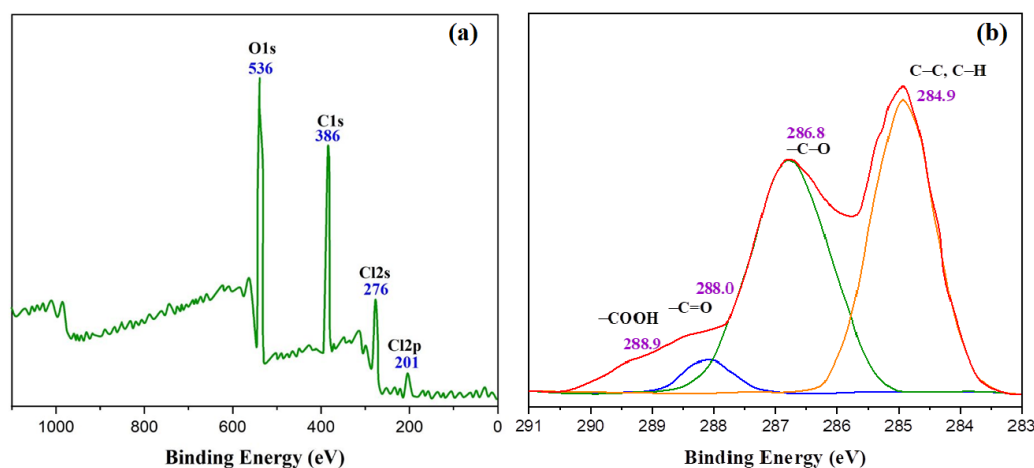 (a)
O1s
536
C1s
386
Cl2s
276
Cl2p
201
1000 800 600 400 200 0
Binding Energy (eV)
(b)
C–C, C–H
284.9
286.8
–C–O
288.0
–C=O
–COOH
288.9
291 290 289 288 287 286 285 284 283
Binding Energy (eV)